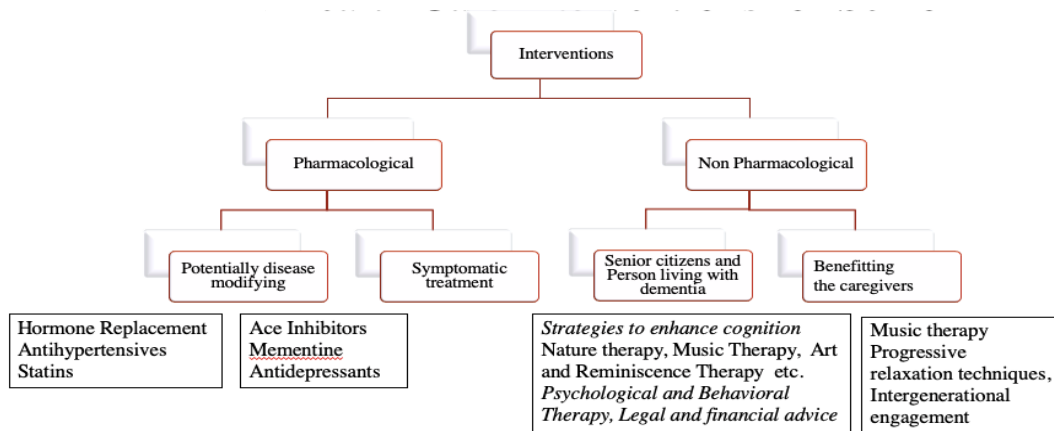 Interventions
Pharmacological
Non Pharmacological
Potentially disease
modifying
Symptomatic
treatment
Senior citizens and
Person living with
dementia
Benefitting
the caregivers
Hormone Replacement
Antihypertensives
Statins
Ace Inhibitors
Mementine
Antidepressants
Strategies to enhance cognition
Nature therapy, Music Therapy, Art
and Reminiscence Therapy etc.
Psychological and Behavioral
Therapy, Legal and financial advice
Music therapy
Progressive
relaxation techniques,
Intergenerational
engagement